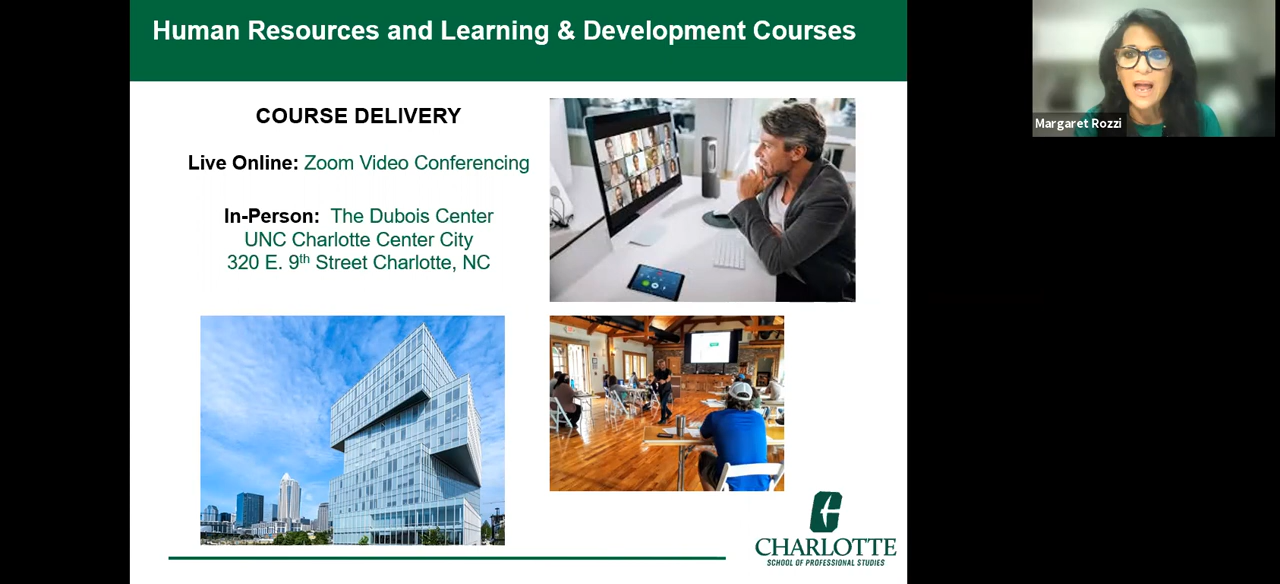 Human Resources and Learning & Development Courses
Margaret Rozzi
COURSE DELIVERY
Live Online: Zoom Video Conferencing
In-Person: The Dubois Center
UNC Charlotte Center City
320 E. 9th Street Charlotte, NC
CHARLOTTE
SCHOOL OF PROFESSIONAL STUDIES